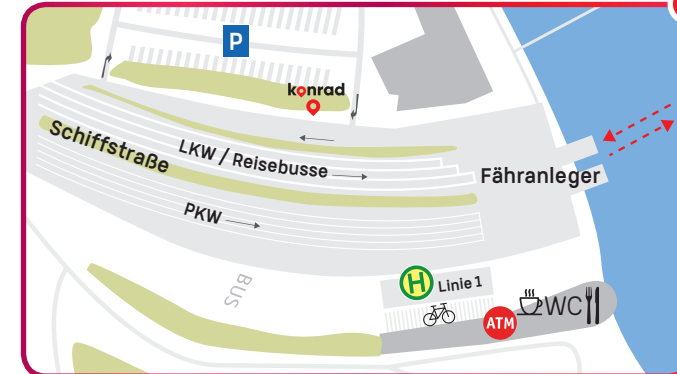 P
konrad
Schiffstraße
LKW / Reisebusse
Fähranleger
PKW
BUS
H
Linie 1
ATM
WC